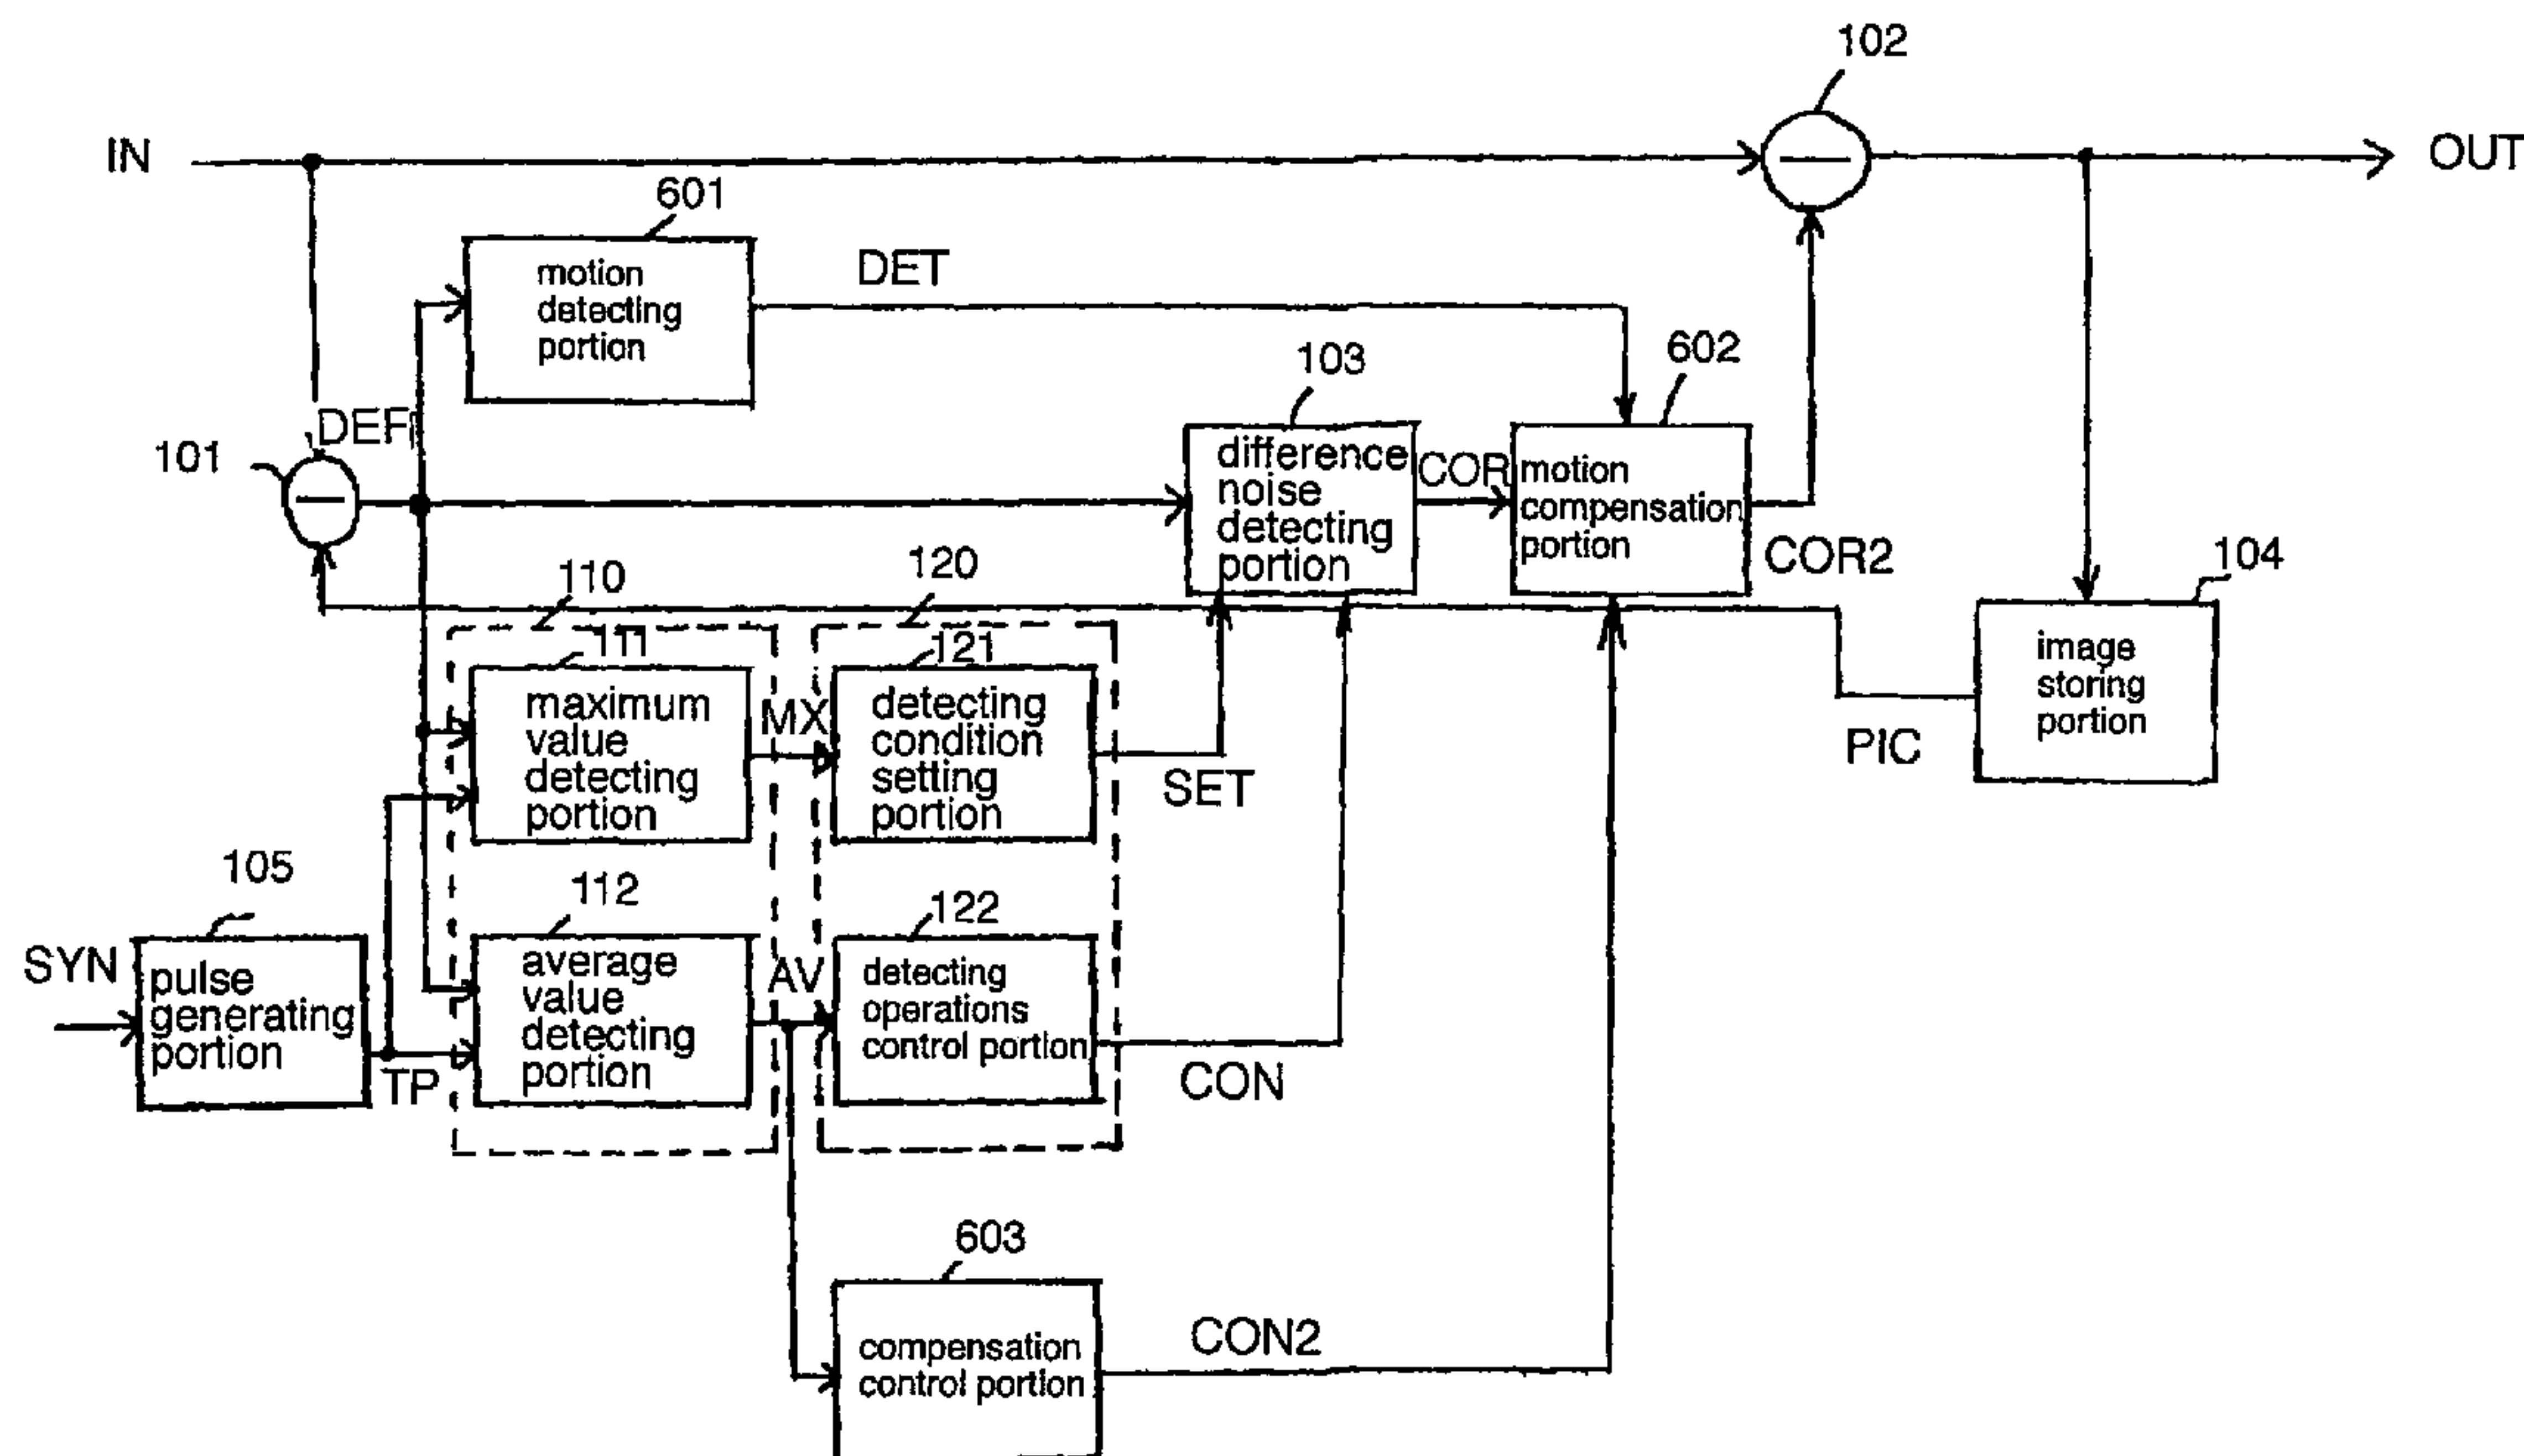 102
IN
OUT
601
motion
detecting
portion
DET
103
602
DEF
101
difference
noise
detecting
portion
COR
motion
compensation
portion
COR2
104
image
storing
portion
PIC
110
120
111
121
maximum
value
detecting
portion
MX
detecting
condition
setting
portion
SET
105
112
122
SYN
pulse
generating
portion
TP
average
value
detecting
portion
AV
detecting
operations
control portion
CON
603
compensation
control portion
CON2